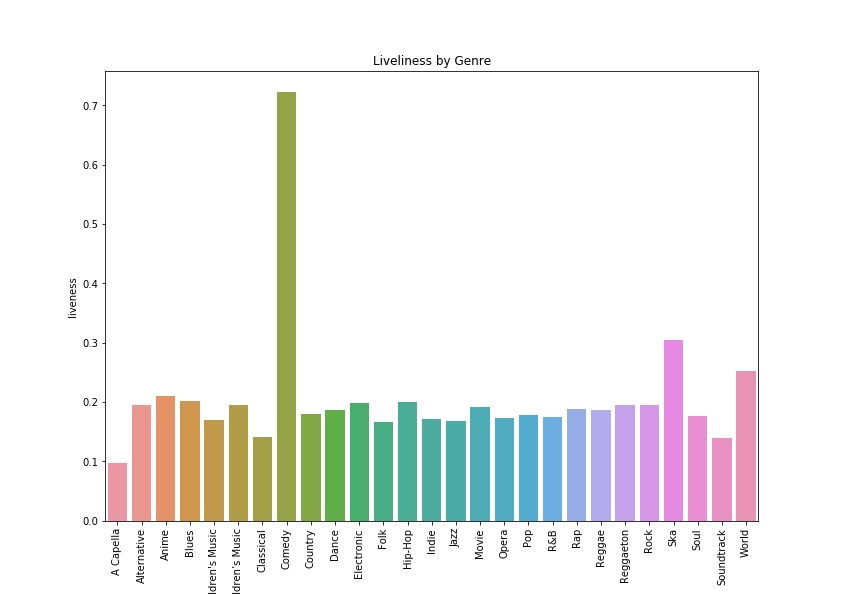 Liveliness by Genre
liveness
0.7
0.6
0.5
0.4
0.3
0.2
0.1
0.0
A Capella
Alternative
Anime
Blues
ldren's Music
ldren’s Music
Classical
Comedy
Country
Dance
Electronic
Folk
Hip-Hop
Indie
Jazz
Movie
Opera
Pop
R&B
Rap
Reggae
Reggaeton
Rock
Ska
Soul
Soundtrack
World